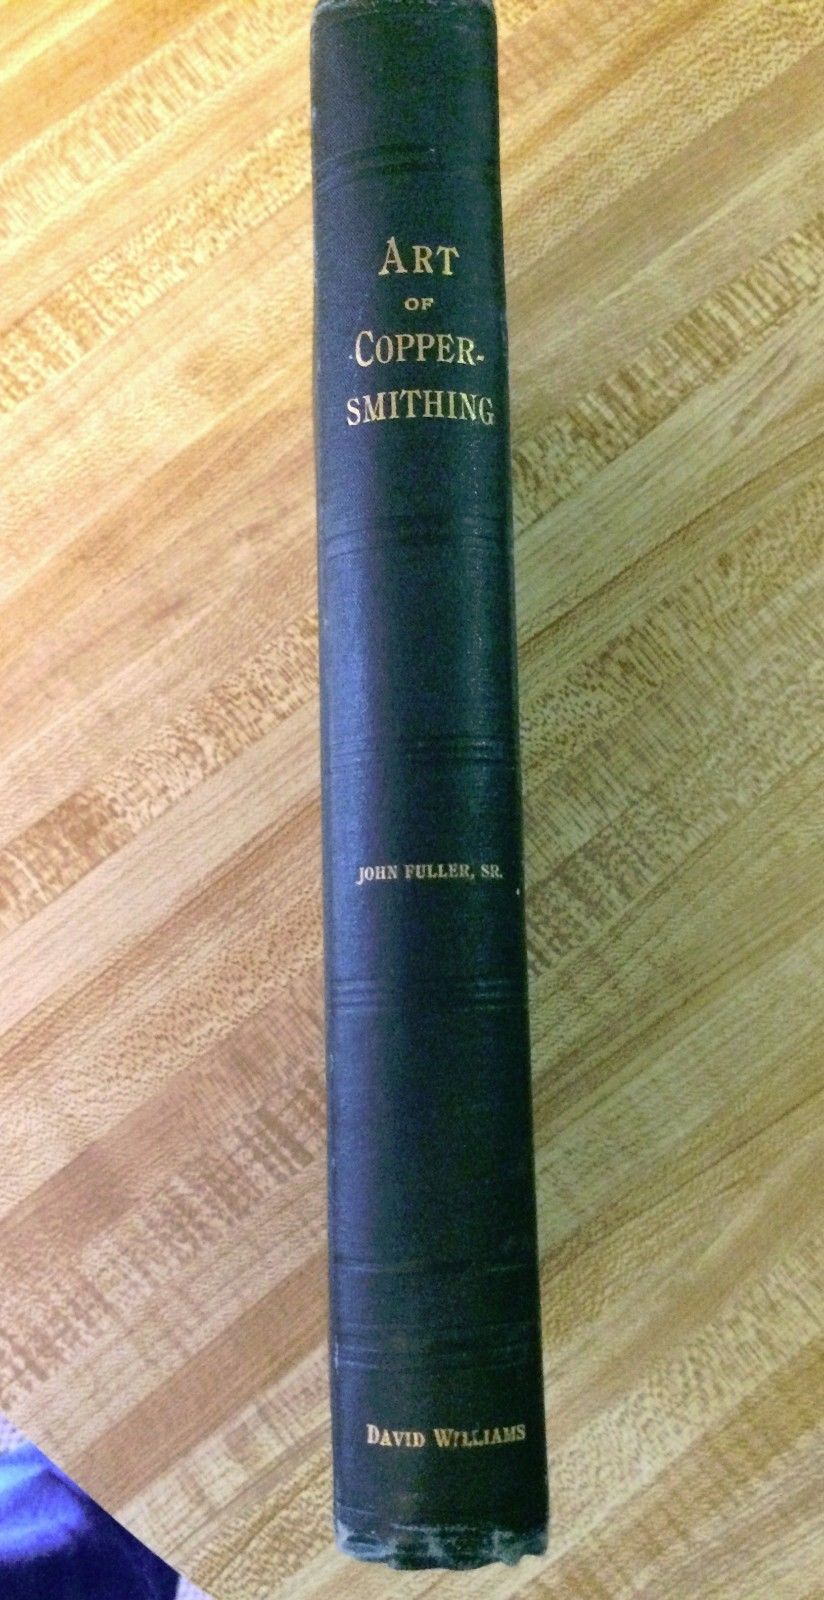 ART
OF
COPPER-
SMITHING
JOHN FULLER, SR.
DAVID WILLIAMS